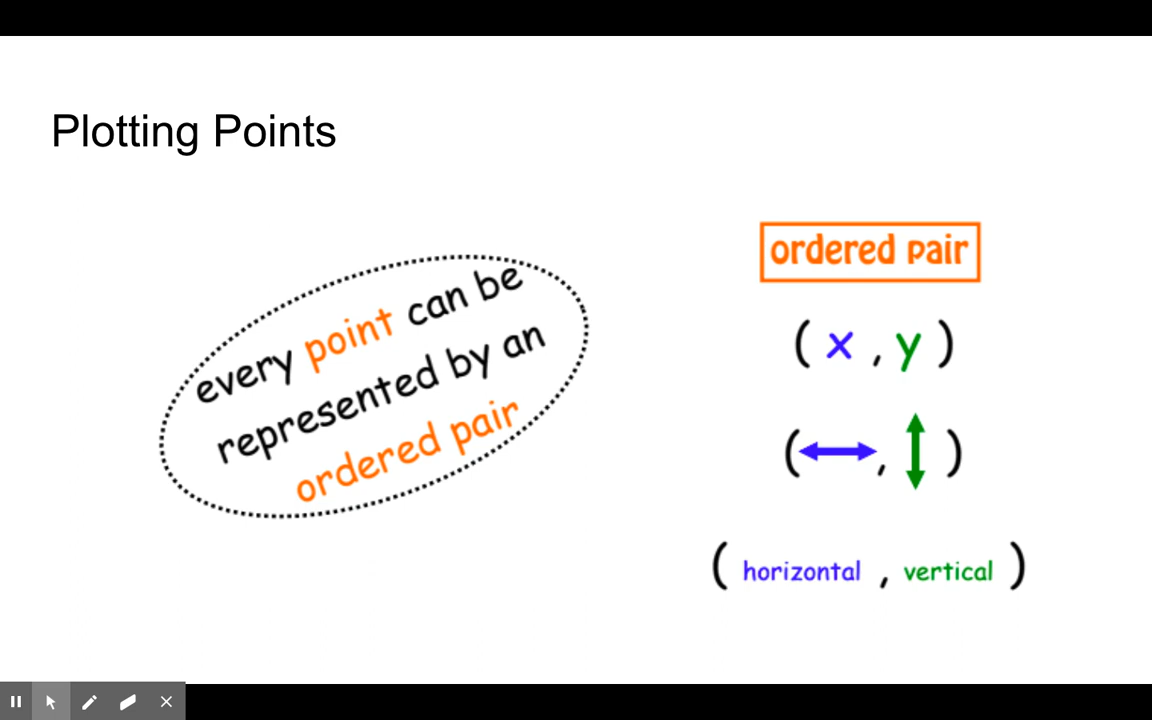 Plotting Points
every point can be
represented by an
ordered pair
ordered pair
( x , y )
( , )
( horizontal , vertical )